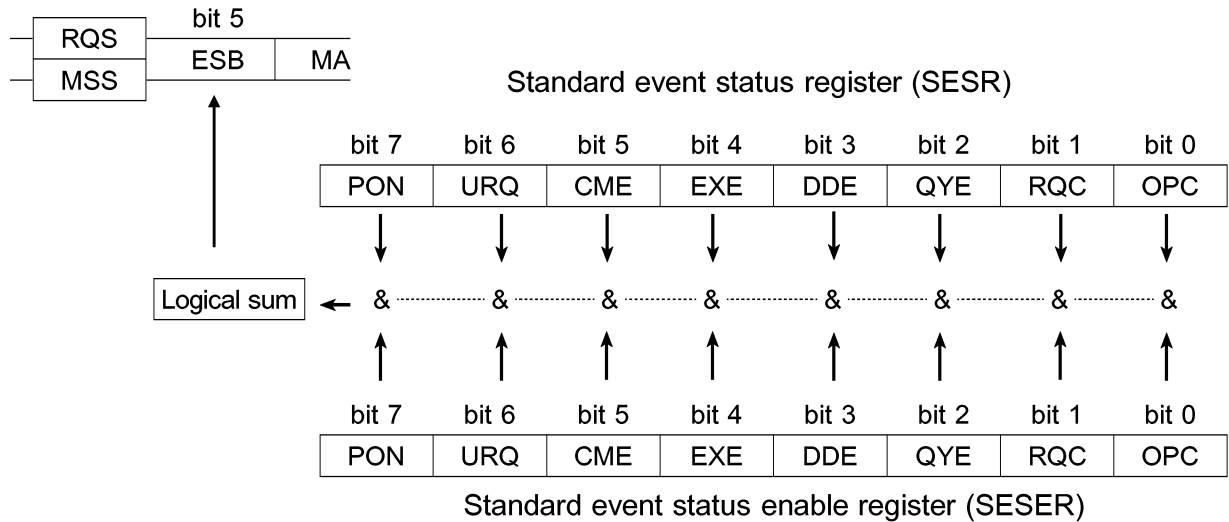 bit 5
RQS
ESB MA
MSS
Standard event status register (SESR)
bit 7 bit 6 bit 5 bit 4 bit 3 bit 2 bit 1 bit 0
PON URQ CME EXE DDE QYE RQC OPC
Logical sum & & & & & & & &
bit 7 bit 6 bit 5 bit 4 bit 3 bit 2 bit 1 bit 0
PON URQ CME EXE DDE QYE RQC OPC
Standard event status enable register (SESER)